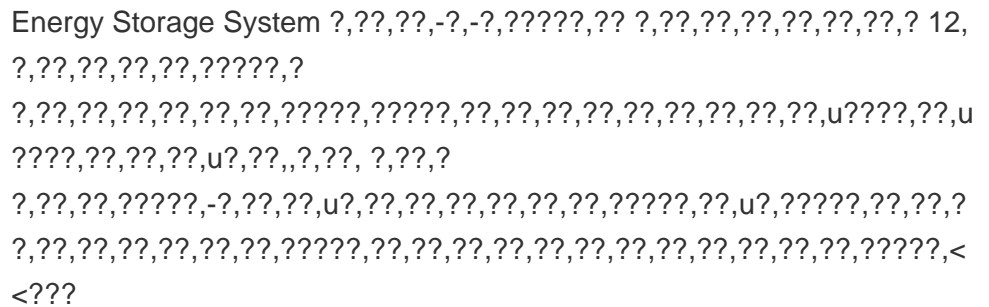 Energy Storage System ?,??,??,-?,-?,?????,?? ?,??,??,??,??,??,??,? 12,
?,??,??,??,??,?????,?
?,??,??,??,??,??,??,?????,?????,??,??,??,??,??,??,??,??,??,u????,??,u
????,??,??,??,u?,??,,?,??, ?,??,?
?,??,??,?????,-?,??,??,u?,??,??,??,??,??,??,?????,??,u?,?????,??,??,?
?,??,??,??,??,??,??,?????,??,??,??,??,??,??,??,??,??,??,??,??,?????,<
<???